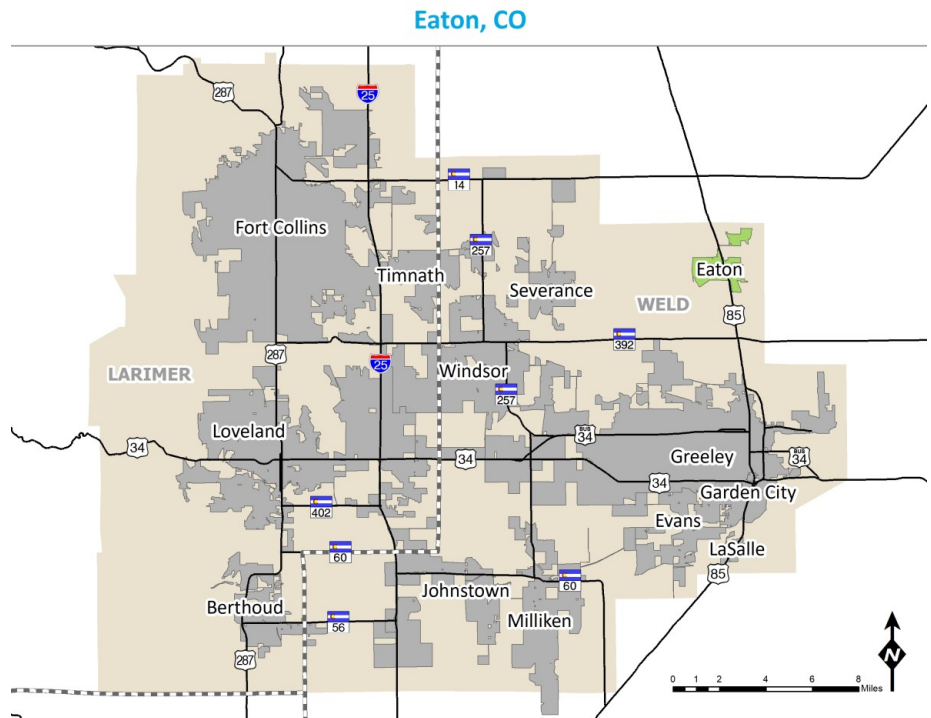 Eaton, CO
287
25
14
Fort Collins
257
Timnath
Severance
Eaton
WELD
85
392
287
25
LARIMER
Windsor
257
Loveland
34
BUS
34
Greeley
34
34
BUS
34
Garden City
402
Evans
60
LaSalle
85
Johnstown
60
Berthoud
56
Milliken
287
N
0 1 2 4 6 8
Miles